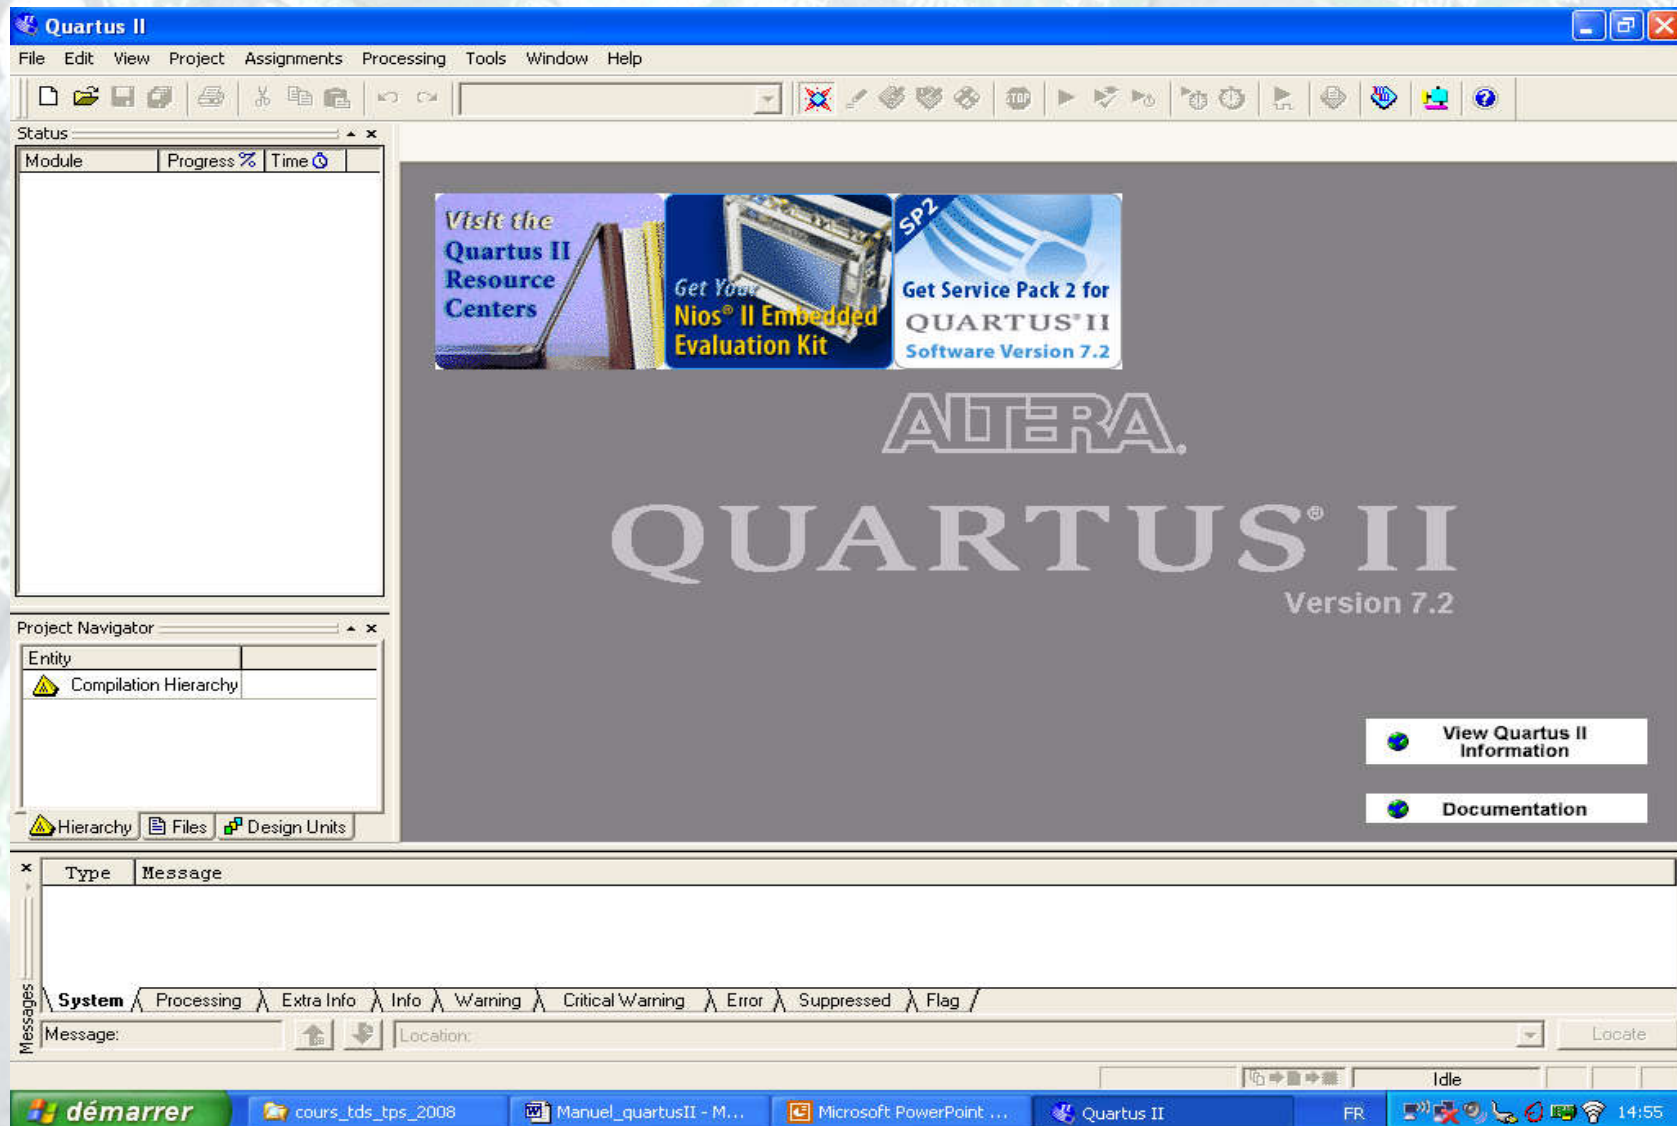 Quartus II
File Edit View Project Assignments Processing Tools Window Help
STOP
Status
Module Progress % Time
Visit the
Quartus II
Resource
Centers
Get Your
Nios® II Embedded
Evaluation Kit
SP2
Get Service Pack 2 for
QUARTUS® II
Software Version 7.2
ALTERA.
QUARTUS® II
Version 7.2
Project Navigator
Entity
Compilation Hierarchy
Hierarchy Files Design Units
View Quartus II
Information
Documentation
Type Message
System Processing Extra Info Info Warning Critical Warning Error Suppressed Flag
Messages
Message: Location: Locate
Idle
démarrer cours_tds_tps_2008 Manuel_quartusII - M... Microsoft PowerPoint ... Quartus II FR 14:55